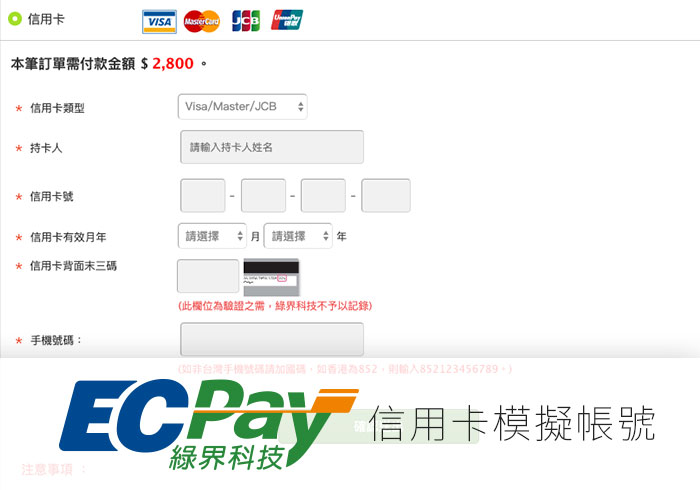 信用卡 VISA MasterCard JCB UnionPay 銀聯
本筆訂單需付款金額 $ 2,800 。
* 信用卡類型 Visa/Master/JCB
* 持卡人 請輸入持卡人姓名
* 信用卡號 - - -
* 信用卡有效月年 請選擇 月 請選擇 年
* 信用卡背面末三碼
(此欄位為驗證之需，綠界科技不予以記錄)
* 手機號碼：
(如非台灣手機號碼請加國碼，如香港為852，則輸入852123456789。)
ECPay 信用卡模擬帳號
綠界科技
注意事項 ：